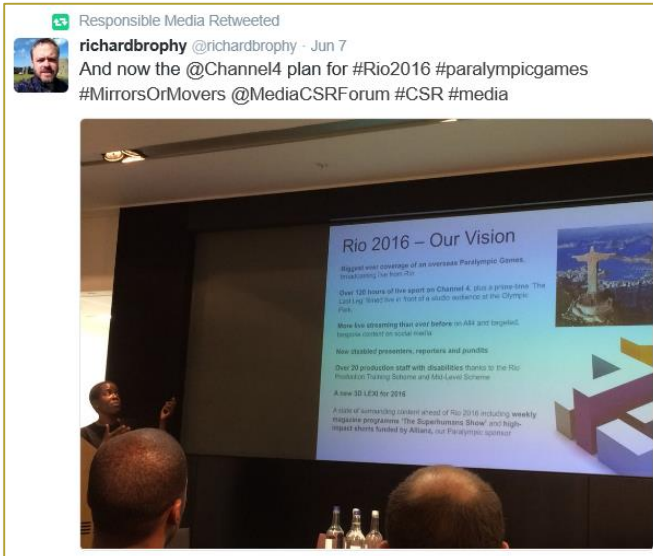 Responsible Media Retweeted
richardbrophy @richardbrophy · Jun 7
And now the @Channel4 plan for #Rio2016 #paralympicgames
#MirrorsOrMovers @MediaCSRForum #CSR #media
Rio 2016 – Our Vision
Biggest ever coverage of an overseas Paralympic Games,
broadcasting live from Rio
Over 120 hours of live sport on Channel 4, plus a prime-time 'The
Last Leg' fixed live in front of a studio audience at the Olympic
Park.
More live streaming than ever before on All4 and targeted,
bespoke content on social media
New disabled presenters, reporters and pundits
Over 20 production staff with disabilities thanks to the Rio
Production Training Scheme and Mid-Level Scheme
A new 3D LEXI for 2016
A slate of surrounding content ahead of Rio 2016 including weekly
magazine programme 'The Superhumans Show' and high-
impact shorts funded by Allianz, our Paralympic sponsor